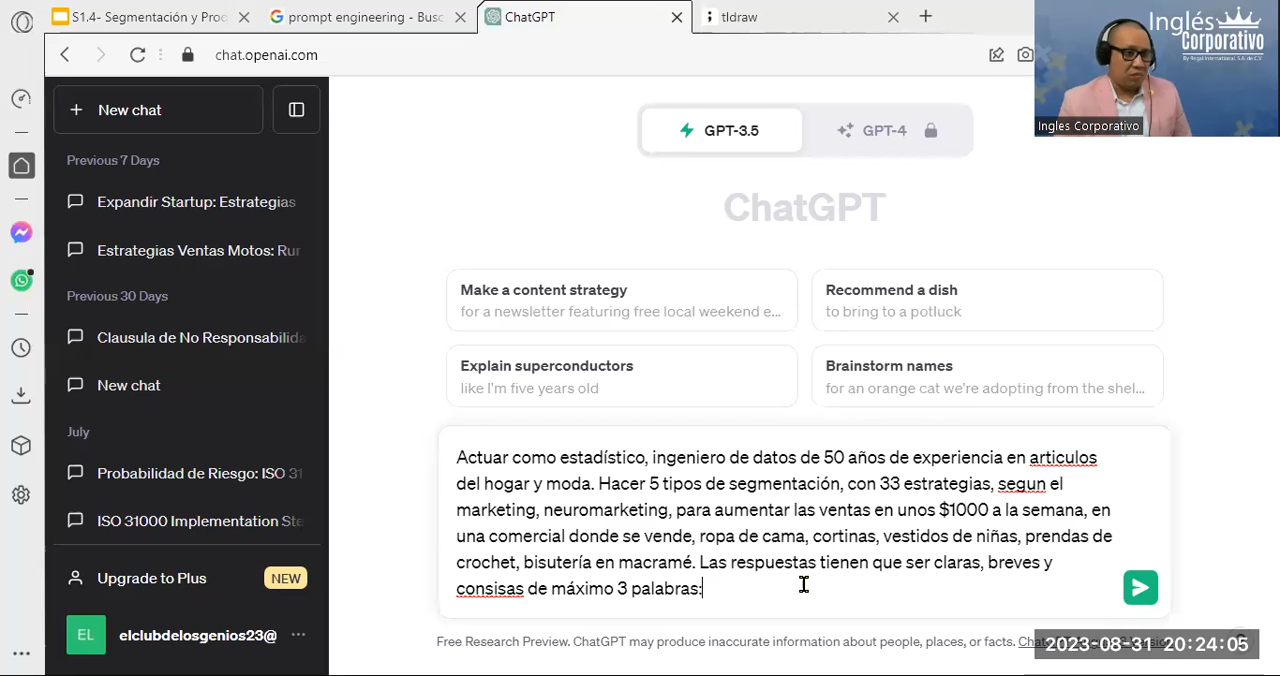 S1.4- Segmentación y Proc
prompt engineering - Busc
ChatGPT
tldraw
chat.openai.com
Inglés
Corporativo
By Regal International, S.A. de C.V.
Ingles Corporativo
New chat
Previous 7 Days
Expandir Startup: Estrategias
Estrategias Ventas Motos: Rur
Previous 30 Days
Clausula de No Responsabilida
New chat
July
Probabilidad de Riesgo: ISO 31
ISO 31000 Implementation Ste
Upgrade to Plus
NEW
EL
elclubdelosgenios23@
GPT-3.5
GPT-4
ChatGPT
Make a content strategy
for a newsletter featuring free local weekend e...
Recommend a dish
to bring to a potluck
Explain superconductors
like I'm five years old
Brainstorm names
for an orange cat we're adopting from the shel...
Actuar como estadístico, ingeniero de datos de 50 años de experiencia en articulos
del hogar y moda. Hacer 5 tipos de segmentación, con 33 estrategias, segun el
marketing, neuromarketing, para aumentar las ventas en unos $1000 a la semana, en
una comercial donde se vende, ropa de cama, cortinas, vestidos de niñas, prendas de
crochet, bisutería en macramé. Las respuestas tienen que ser claras, breves y
consisas de máximo 3 palabras:
Free Research Preview. ChatGPT may produce inaccurate information about people, places, or facts.
2023-08-31 20:24:05